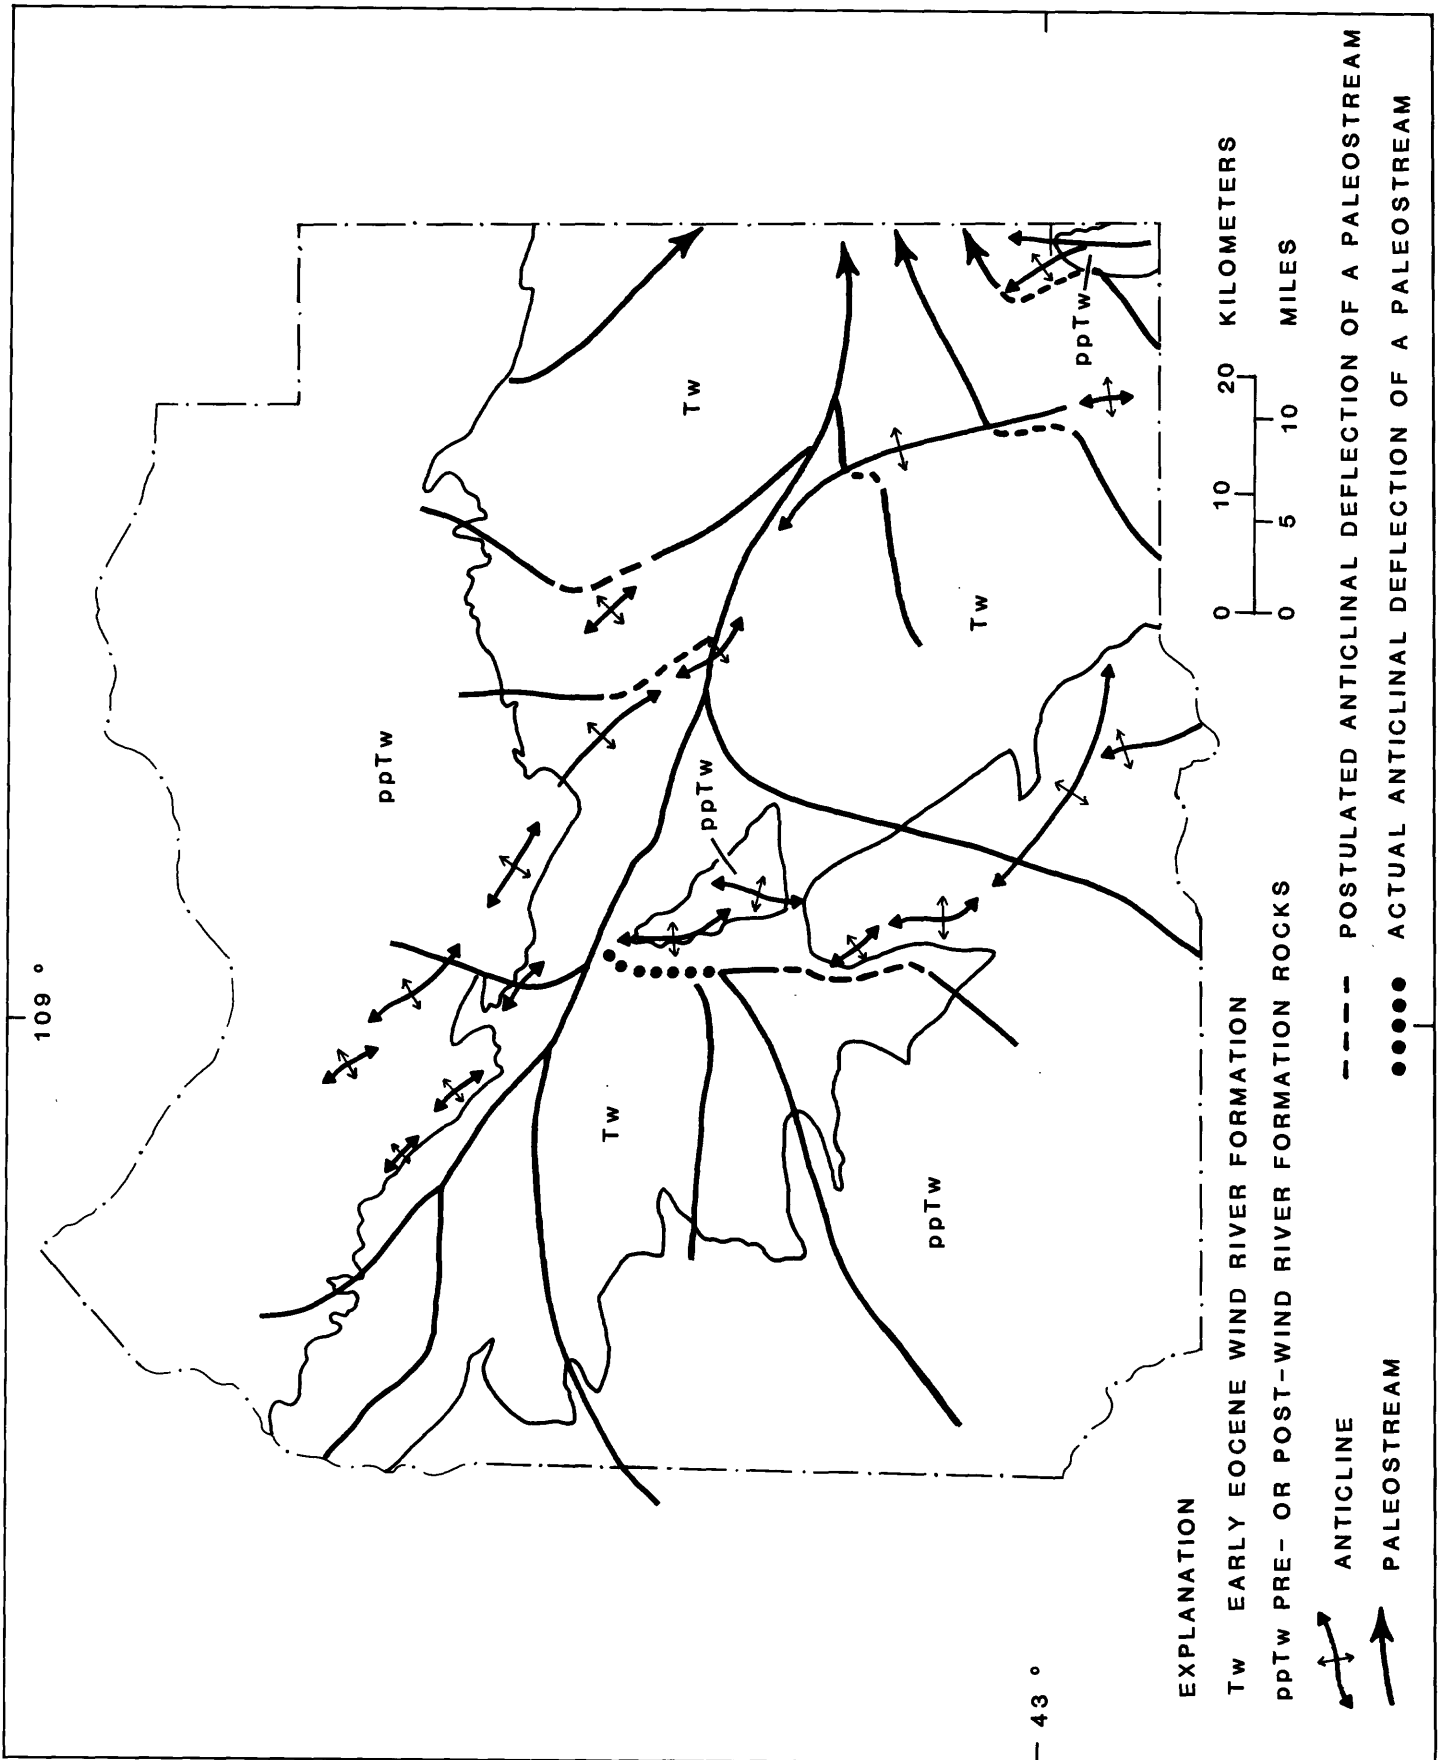 109 °
43 °
ppTw
Tw
ppTw
Tw
Tw
ppTw
ppTw
EXPLANATION
Tw EARLY EOCENE WIND RIVER FORMATION
ppTw PRE- OR POST-WIND RIVER FORMATION ROCKS
ANTICLINE
PALEOSTREAM
POSTULATED ANTICLINAL DEFLECTION OF A PALEOSTREAM
ACTUAL ANTICLINAL DEFLECTION OF A PALEOSTREAM
0 10 20 KILOMETERS
0 5 10 MILES